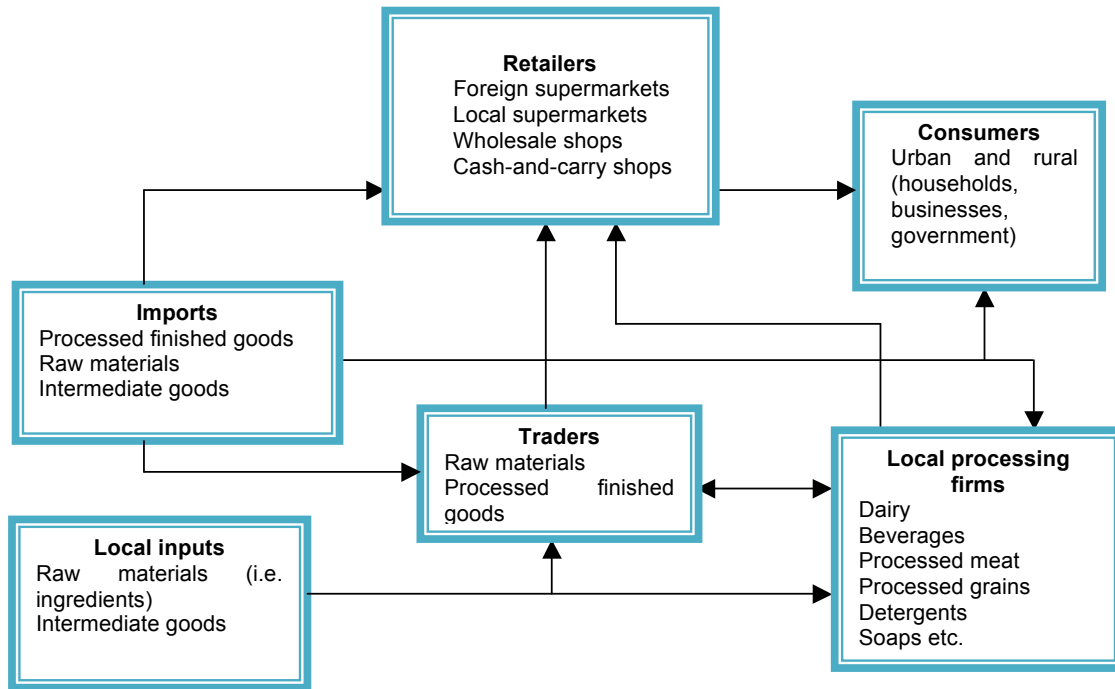 Retailers
Foreign supermarkets
Local supermarkets
Wholesale shops
Cash-and-carry shops
Consumers
Urban and rural
(households,
businesses,
government)
Imports
Processed finished goods
Raw materials
Intermediate goods
Traders
Raw materials
Processed finished
goods
Local processing
firms
Dairy
Beverages
Processed meat
Processed grains
Detergents
Soaps etc.
Local inputs
Raw materials (i.e.
ingredients)
Intermediate goods